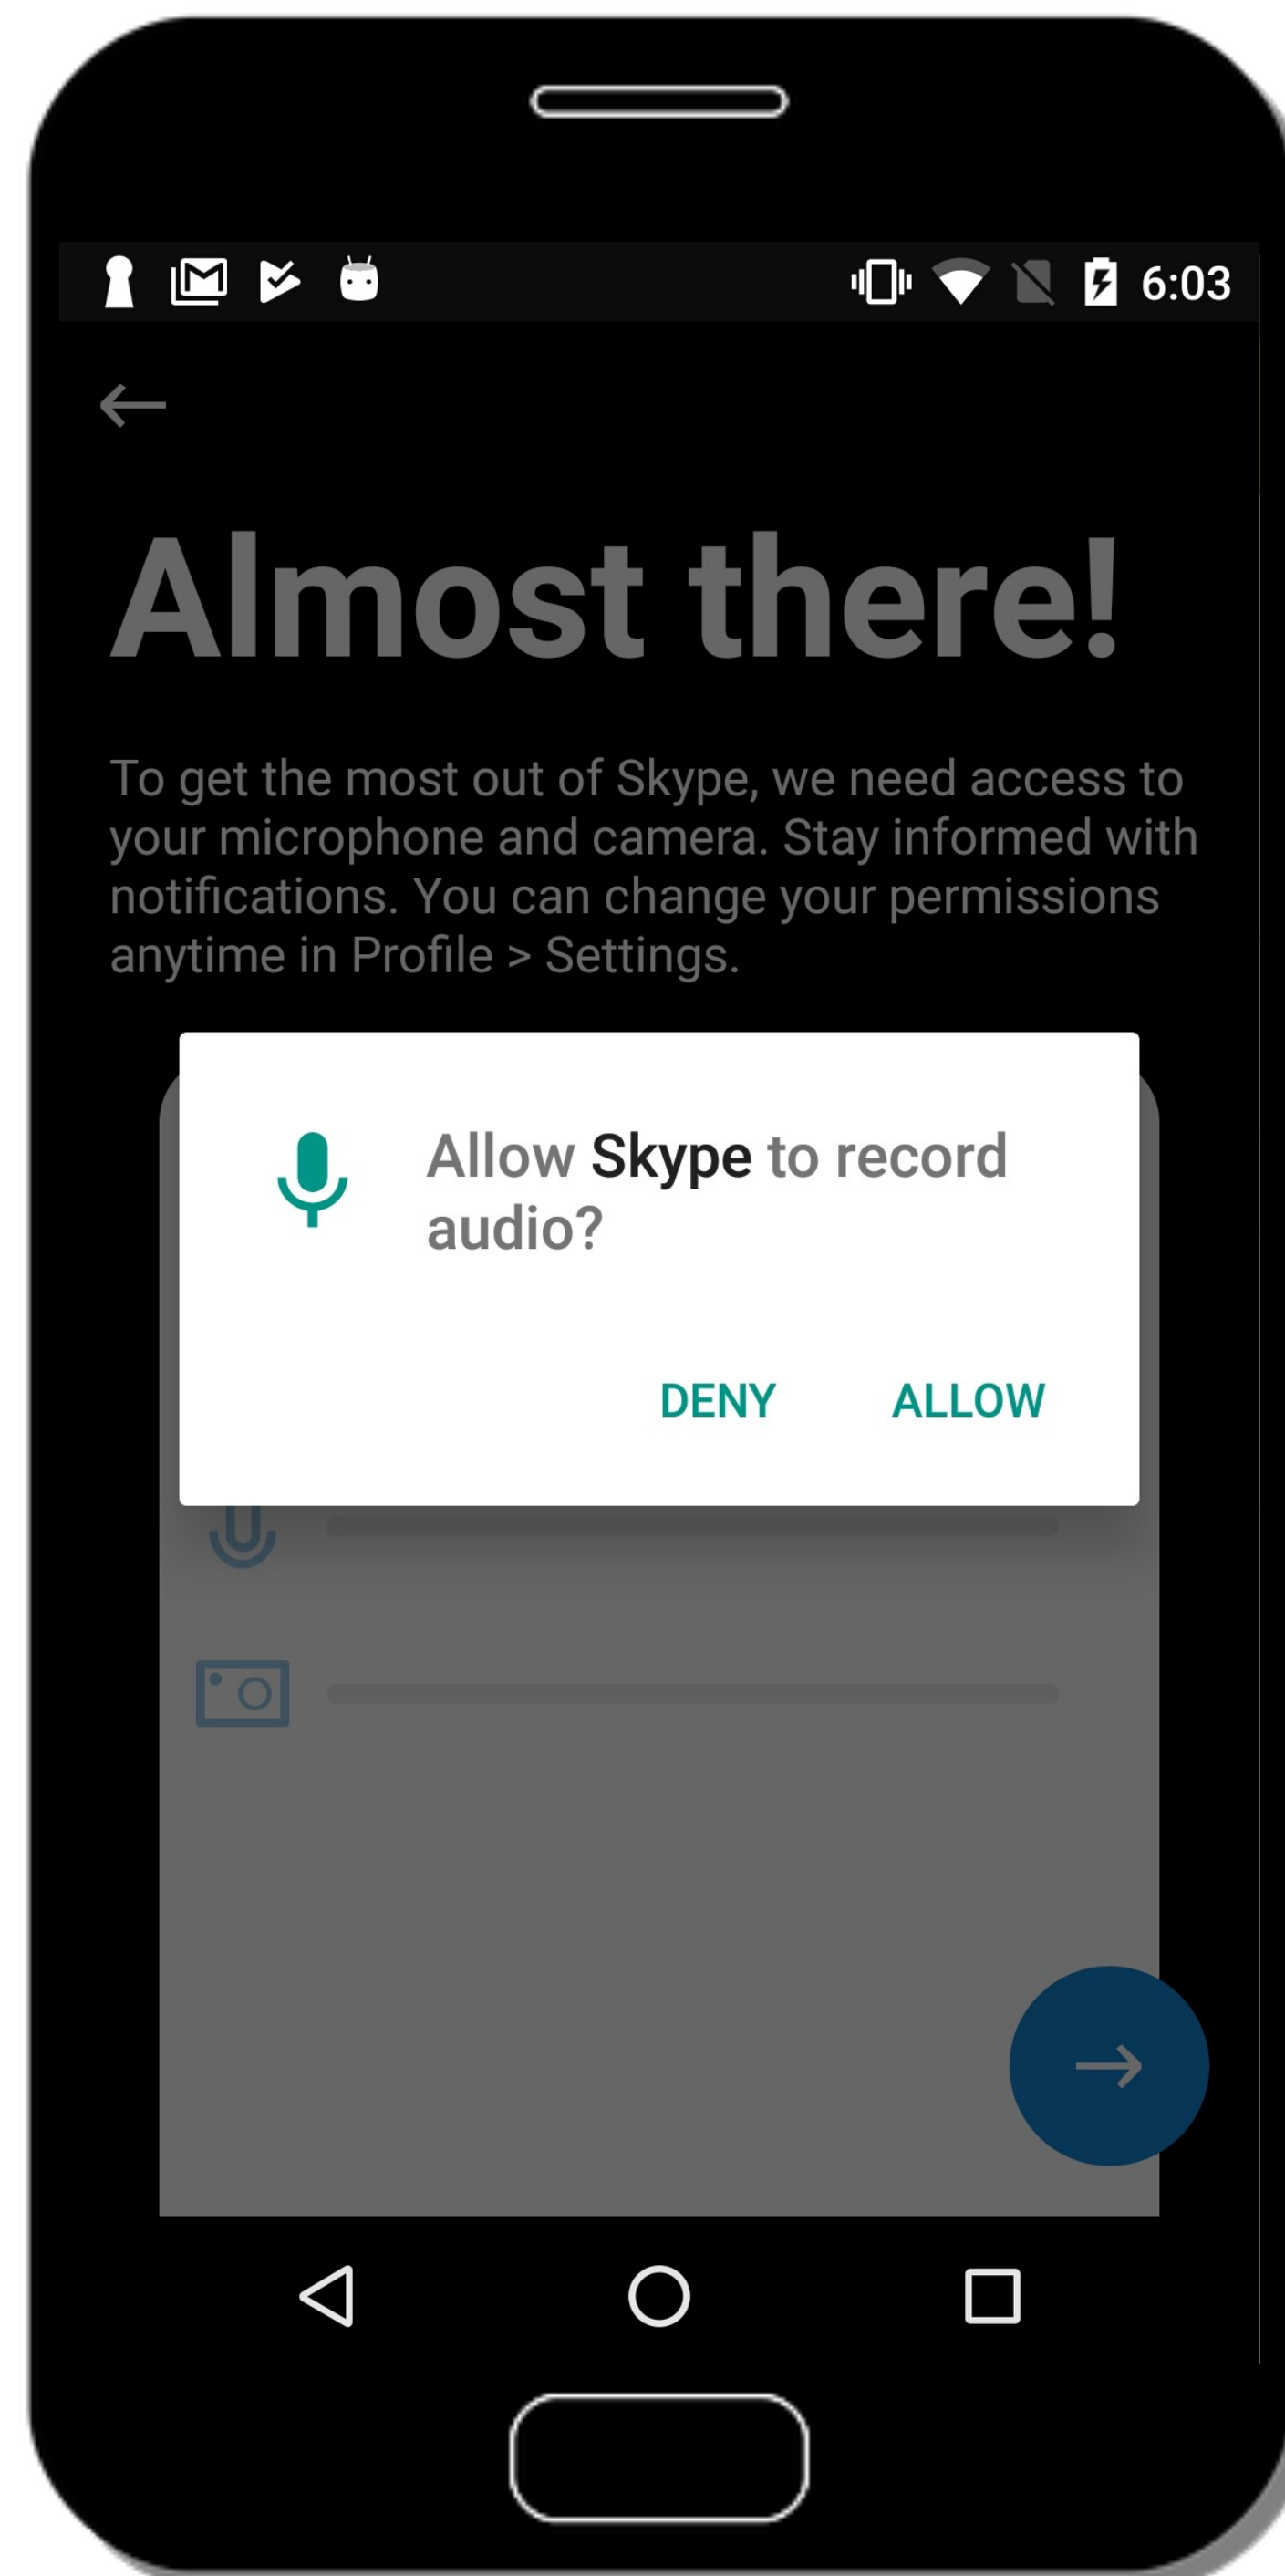 6:03
Almost there!
To get the most out of Skype, we need access to
your microphone and camera. Stay informed with
notifications. You can change your permissions
anytime in Profile > Settings.
Allow Skype to record
audio?
DENY ALLOW